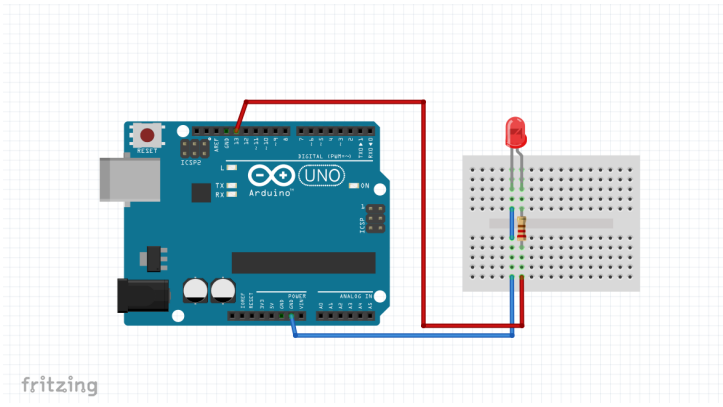 RESET
ICSP2
AREF
GND
13
12
~11
~10
~9
8
7
~6
~5
4
~3
2
TX▶1
RX◀0
DIGITAL (PWM~)
L
TX
RX
Arduino™
UNO
ON
1
ICSP
IOREF
RESET
3V3
5V
GND
GND
VIN
POWER
ANALOG IN
A0
A1
A2
A3
A4
A5
fritzing